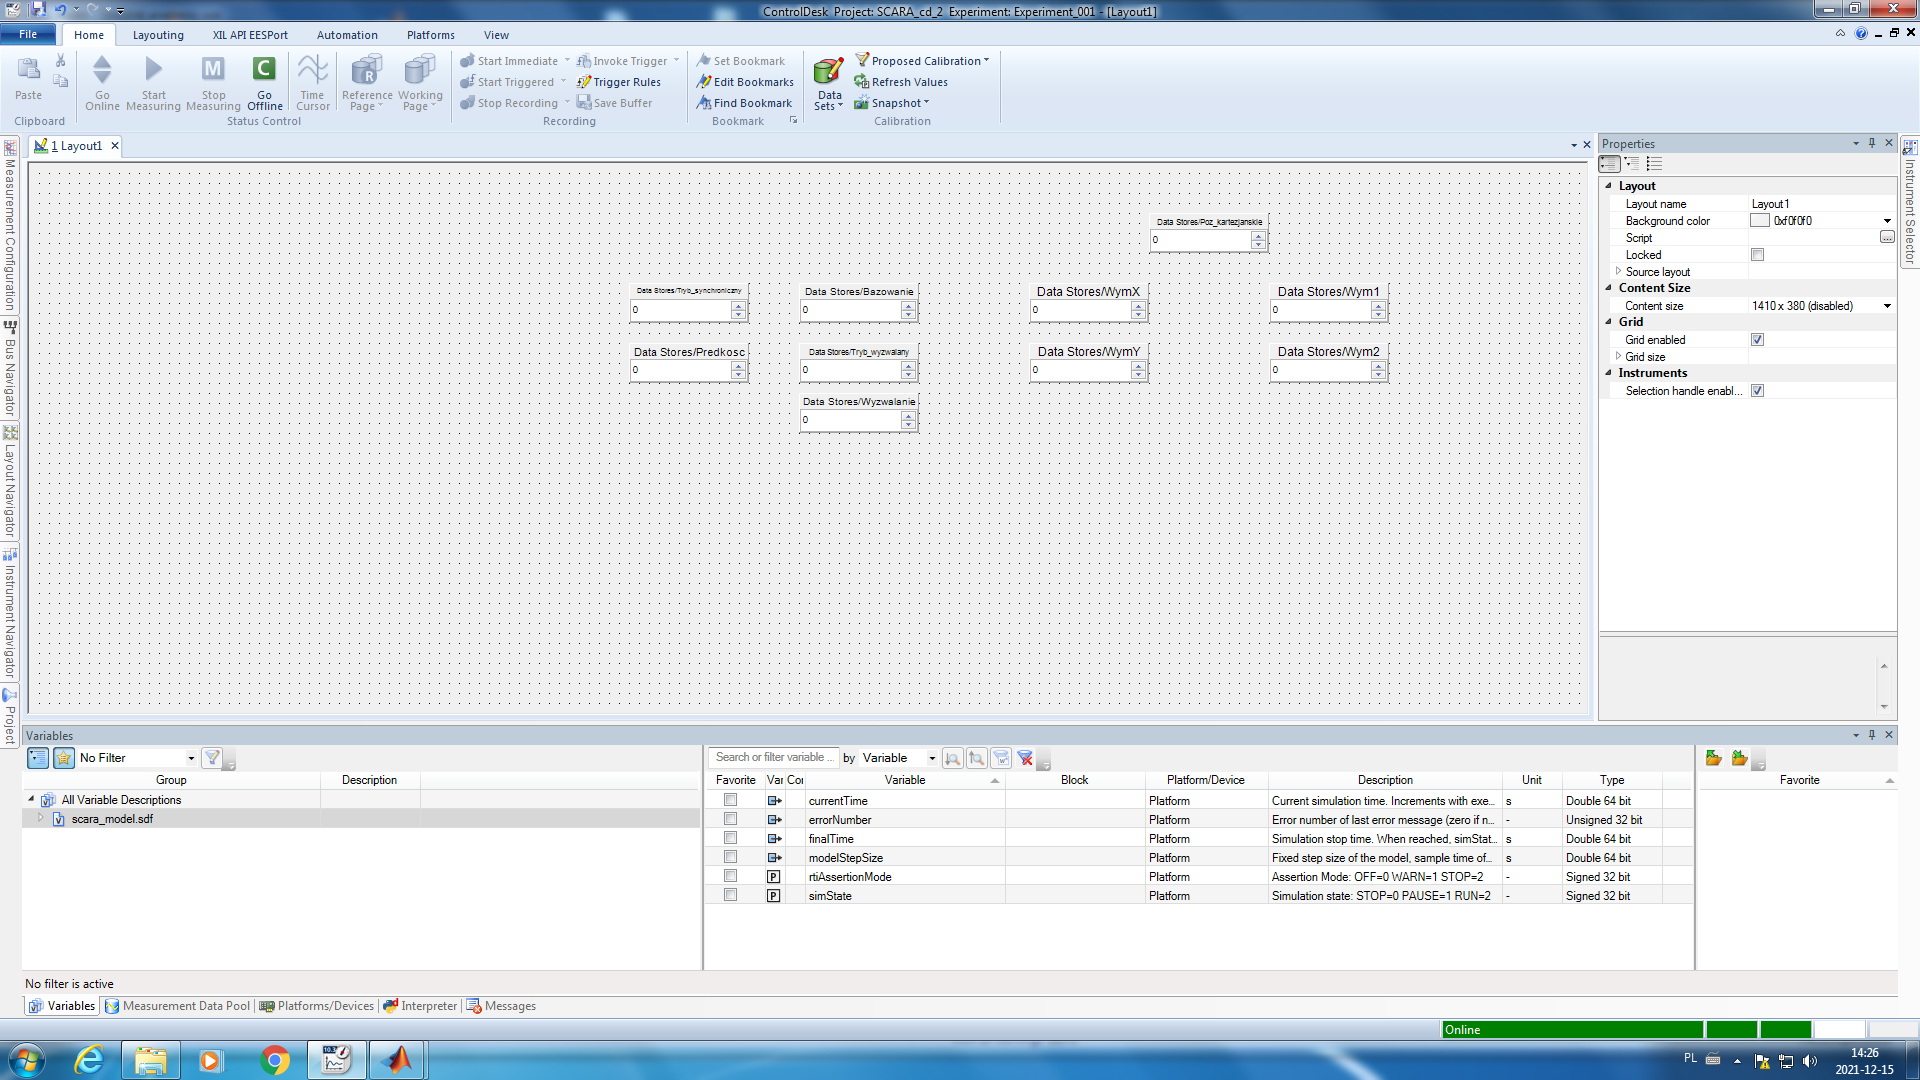 ControlDesk Project: SCARA_cd_2 Experiment: Experiment_001 - [Layout1]
File Home Layouting XIL API EESPort Automation Platforms View
Paste
Clipboard
Go Online
Start Measuring
Stop Measuring
Go Offline
Time Cursor
Reference Page
Working Page
Status Control
Start Immediate
Start Triggered
Stop Recording
Invoke Trigger
Trigger Rules
Save Buffer
Recording
Set Bookmark
Edit Bookmarks
Find Bookmark
Bookmark
Data Sets
Proposed Calibration
Refresh Values
Snapshot
Calibration
Measurement Configuration
Bus Navigator
Layout Navigator
Instrument Navigator
Project
1 Layout1
Data Stores/Poz_kartezjanskie
0
Data Stores/Tryb_synchroniczny
0
Data Stores/Bazowanie
0
Data Stores/WymX
0
Data Stores/Wym1
0
Data Stores/Predkosc
0
Data Stores/Tryb_wyzwalany
0
Data Stores/WymY
0
Data Stores/Wym2
0
Data Stores/Wyzwalanie
0
Properties
Layout
Layout name Layout1
Background color 0xf0f0f0
Script ...
Locked
Source layout
Content Size
Content size 1410 x 380 (disabled)
Grid
Grid enabled
Grid size
Instruments
Selection handle enabl...
Instrument Selector
Variables
No Filter
Group Description
All Variable Descriptions
scara_model.sdf
Search or filter variable ... by Variable
Favorite Var Cor Variable Block Platform/Device Description Unit Type
currentTime Platform Current simulation time. Increments with exe... s Double 64 bit
errorNumber Platform Error number of last error message (zero if n... - Unsigned 32 bit
finalTime Platform Simulation stop time. When reached, simStat... s Double 64 bit
modelStepSize Platform Fixed step size of the model, sample time of... s Double 64 bit
P rtiAssertionMode Platform Assertion Mode: OFF=0 WARN=1 STOP=2 - Signed 32 bit
P simState Platform Simulation state: STOP=0 PAUSE=1 RUN=2 - Signed 32 bit
Favorite
No filter is active
Variables Measurement Data Pool Platforms/Devices Interpreter Messages
Online
PL
14:26
2021-12-15